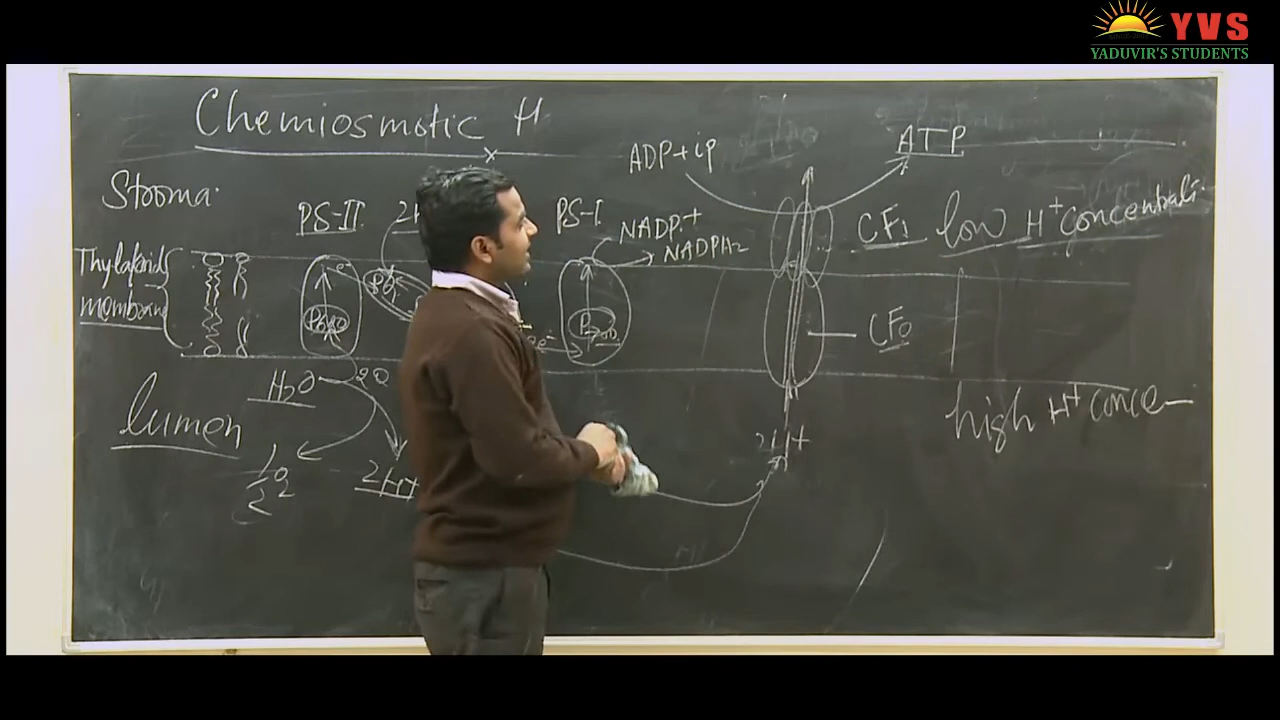 YVS
YADUVIR'S STUDENTS
Chemiosmotic H
ADP+ip
ATP
Stroma
PS-II
PS-I
NADP+
NADPH2
CF1
low H+ concentrati
Thylakoid
membrane
e-
P680
P700
CF0
H2O
lumen
1/2 O2
2H+
2H+
high H+ conce